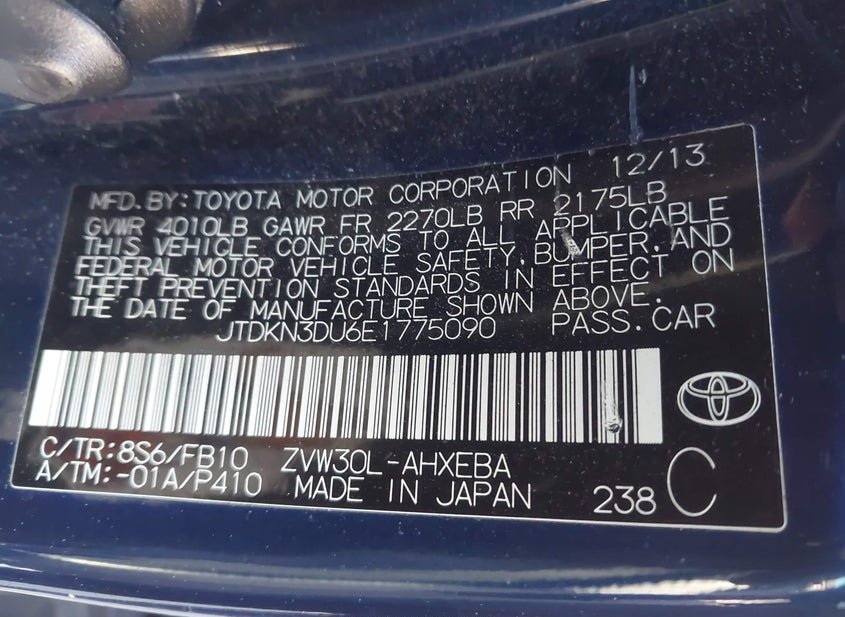 12/13
MFD. BY: TOYOTA MOTOR CORPORATION
GVWR 4010LB GAWR FR 2270LB RR 2175LB
THIS VEHICLE CONFORMS TO ALL APPLICABLE
FEDERAL MOTOR VEHICLE SAFETY, BUMPER, AND
THEFT PREVENTION STANDARDS IN EFFECT ON
THE DATE OF MANUFACTURE SHOWN ABOVE.
JTDKN3DU6E1775090 PASS. CAR
C/TR: 8S6/FB10 ZVW30L-AHXEBA
A/TM: -01A/P410 MADE IN JAPAN
238 C